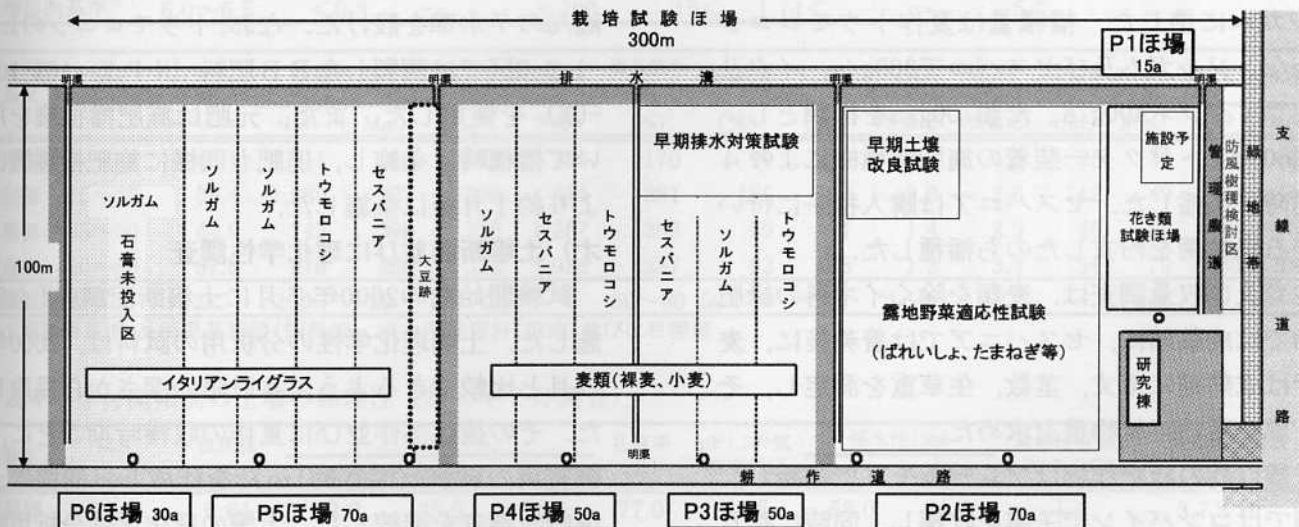 栽培試験ほ場
300m
P1ほ場
15a
明渠
明渠
排水溝
明渠
明渠
100m
ソルガム
石膏未投入区
ソルガム
ソルガム
トウモロコシ
セスバニア
大豆跡
イタリアンライグラス
早期排水対策試験
ソルガム
セスバニア
トウモロコシ
セスバニア
ソルガム
トウモロコシ
麦類(裸麦、小麦)
明渠
早期土壌
改良試験
露地野菜適応性試験
(ばれいしょ、たまねぎ等)
施設予
定
花き類
試験ほ場
研究棟
管理農道
防風樹種検討区
緑地帯
支線道路
耕作道路
P6ほ場 30a
P5ほ場 70a
P4ほ場 50a
P3ほ場 50a
P2ほ場 70a